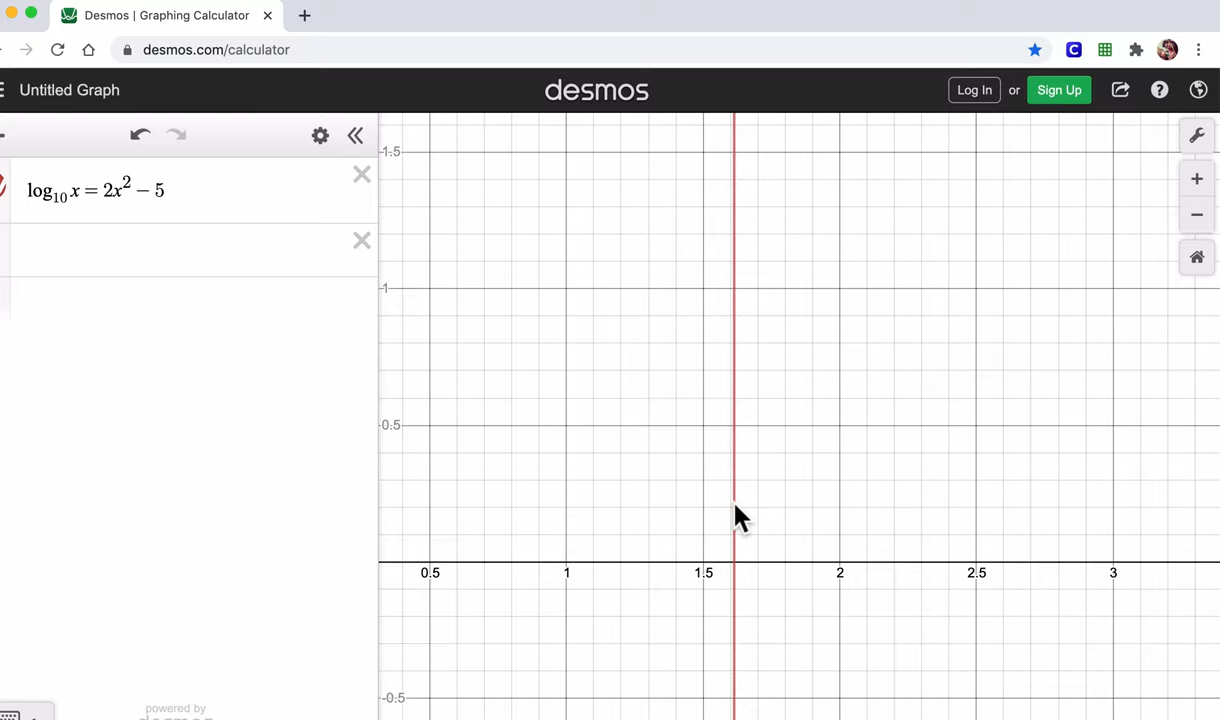 Desmos | Graphing Calculator
desmos.com/calculator
Untitled Graph
desmos
Log In or Sign Up
log₁₀ x = 2x² − 5
1.5
1
0.5
0.5 1 1.5 2 2.5 3
-0.5
powered by
desmos